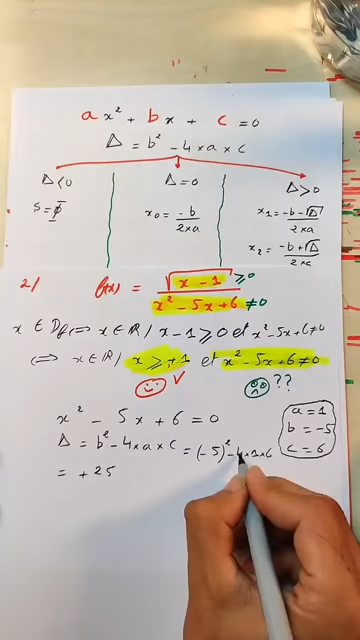 a x² + b x + c = 0
Δ = b² - 4 × a × c
Δ < 0 Δ = 0 Δ > 0
S = ∅ x₀ = -b / 2×a x₁ = -b - √Δ / 2×a
x₂ = -b + √Δ / 2×a
2/ f(x) = √(x - 1) ≥0 / x² - 5x + 6 ≠0
x ∈ Df ⇔ x ∈ ℝ / x - 1 ≥ 0 et x² - 5x + 6 ≠ 0
⇔ x ∈ ℝ / x ≥ +1 et x² - 5x + 6 ≠ 0
✓ ??
x² - 5x + 6 = 0
a = 1
b = -5
c = 6
Δ = b² - 4 × a × c = (-5)² - 4 × 1 × 6
= + 25